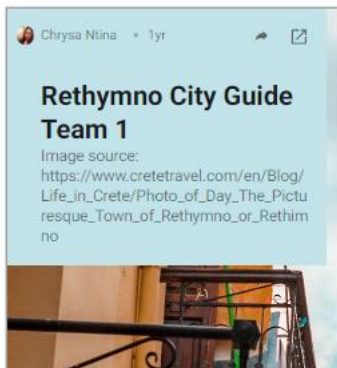 Chrysa Ntina • 1yr
Rethymno City Guide
Team 1
Image source:
https://www.cretetravel.com/en/Blog/
Life_in_Crete/Photo_of_Day_The_Pictu
resque_Town_of_Rethymno_or_Rethim
no